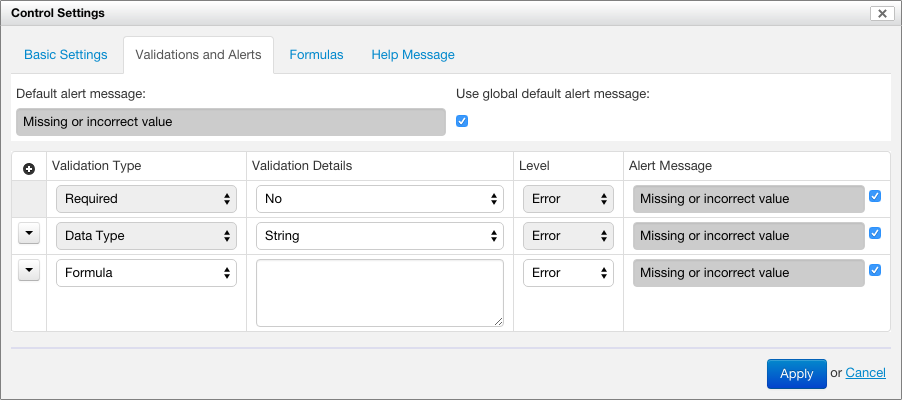 Control Settings
Basic Settings Validations and Alerts Formulas Help Message
Default alert message: Use global default alert message:
Missing or incorrect value
Validation Type Validation Details Level Alert Message
Required No Error Missing or incorrect value
Data Type String Error Missing or incorrect value
Formula Error Missing or incorrect value
Apply or Cancel